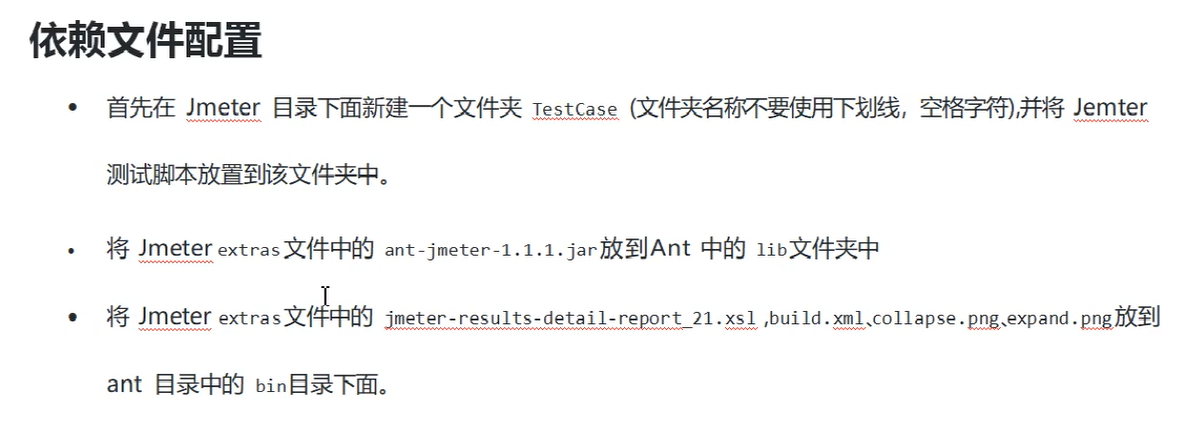 依赖文件配置
• 首先在 Jmeter 目录下面新建一个文件夹 TestCase (文件夹名称不要使用下划线，空格字符),并将 Jemter
测试脚本放置到该文件夹中。
• 将 Jmeter extras文件中的 ant-jmeter-1.1.1.jar放到Ant 中的 lib文件夹中
• 将 Jmeter extras文件中的 jmeter-results-detail-report_21.xsl ,build.xml、collapse.png、expand.png放到
ant 目录中的 bin目录下面。